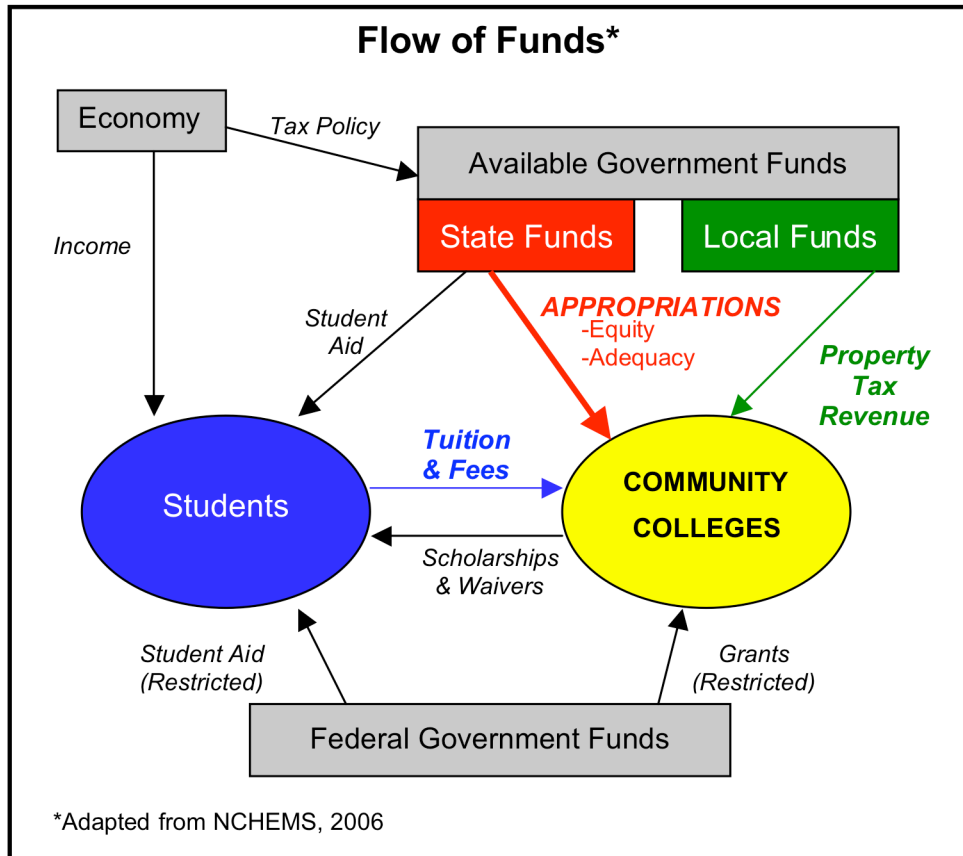 Flow of Funds*
Economy
Tax Policy
Available Government Funds
State Funds
Local Funds
Income
Student
Aid
APPROPRIATIONS
-Equity
-Adequacy
Property
Tax
Revenue
Tuition
& Fees
Students
COMMUNITY
COLLEGES
Scholarships
& Waivers
Student Aid
(Restricted)
Grants
(Restricted)
Federal Government Funds
*Adapted from NCHEMS, 2006